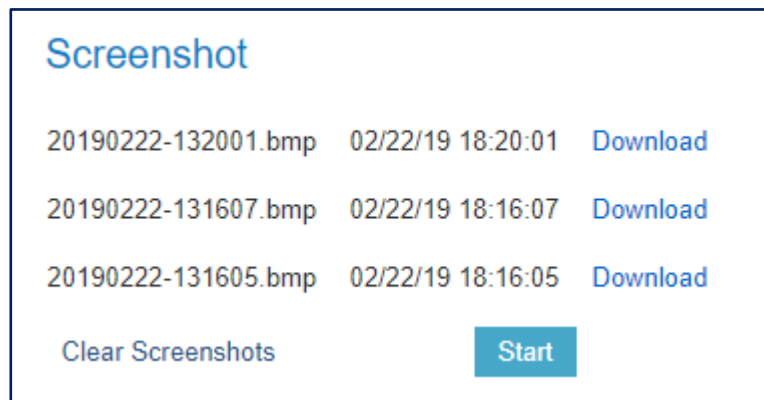 Screenshot
20190222-132001.bmp 02/22/19 18:20:01 Download
20190222-131607.bmp 02/22/19 18:16:07 Download
20190222-131605.bmp 02/22/19 18:16:05 Download
Clear Screenshots Start